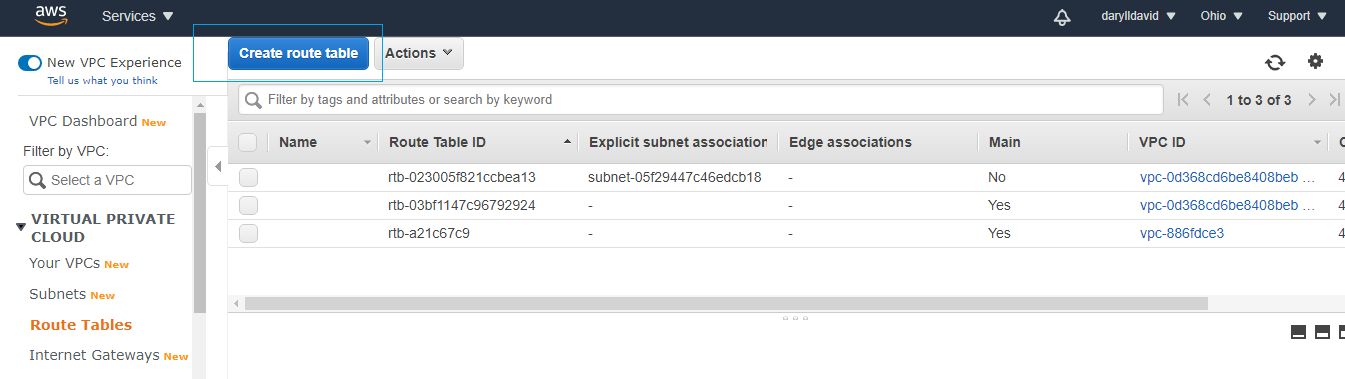 aws Services darylldavid Ohio Support
Create route table Actions
New VPC Experience
Tell us what you think
Filter by tags and attributes or search by keyword 1 to 3 of 3
VPC Dashboard New
Filter by VPC:
Select a VPC
Name Route Table ID Explicit subnet association Edge associations Main VPC ID
rtb-023005f821ccbea13 subnet-05f29447c46edcb18 - No vpc-0d368cd6be8408beb ... 4
rtb-03bf1147c96792924 - - Yes vpc-0d368cd6be8408beb ... 4
rtb-a21c67c9 - - Yes vpc-886fdce3 4
VIRTUAL PRIVATE
CLOUD
Your VPCs New
Subnets New
Route Tables
Internet Gateways New